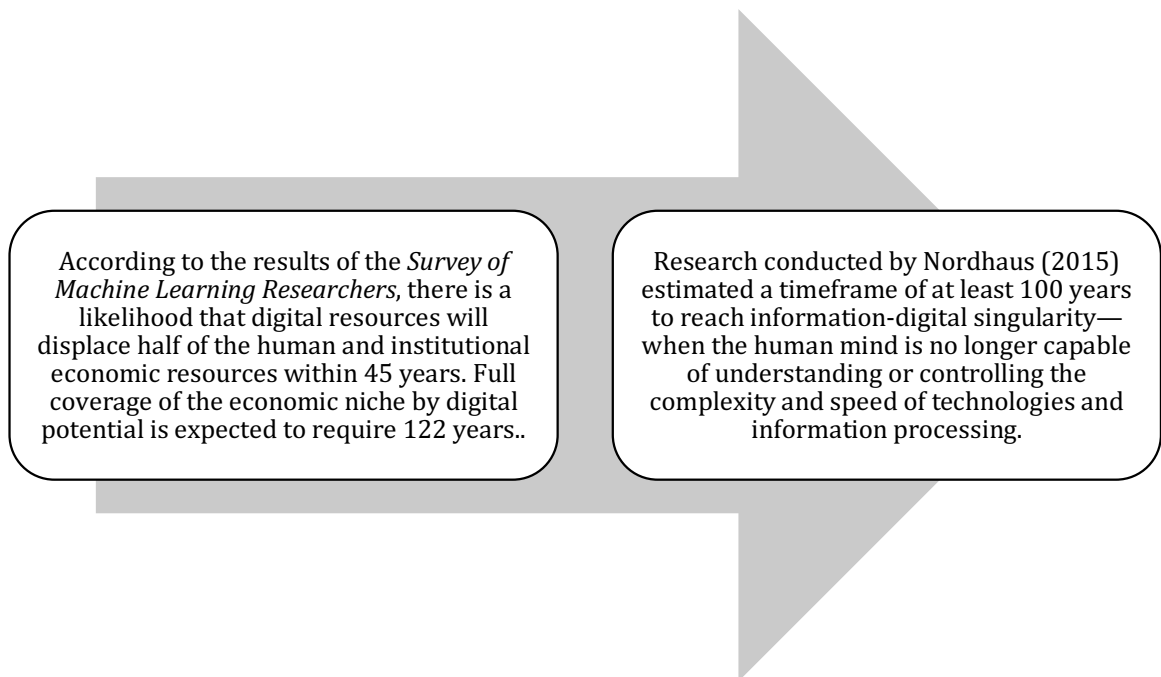 According to the results of the Survey of
Machine Learning Researchers, there is a
likelihood that digital resources will
displace half of the human and institutional
economic resources within 45 years. Full
coverage of the economic niche by digital
potential is expected to require 122 years..
Research conducted by Nordhaus (2015)
estimated a timeframe of at least 100 years
to reach information-digital singularity—
when the human mind is no longer capable
of understanding or controlling the
complexity and speed of technologies and
information processing.